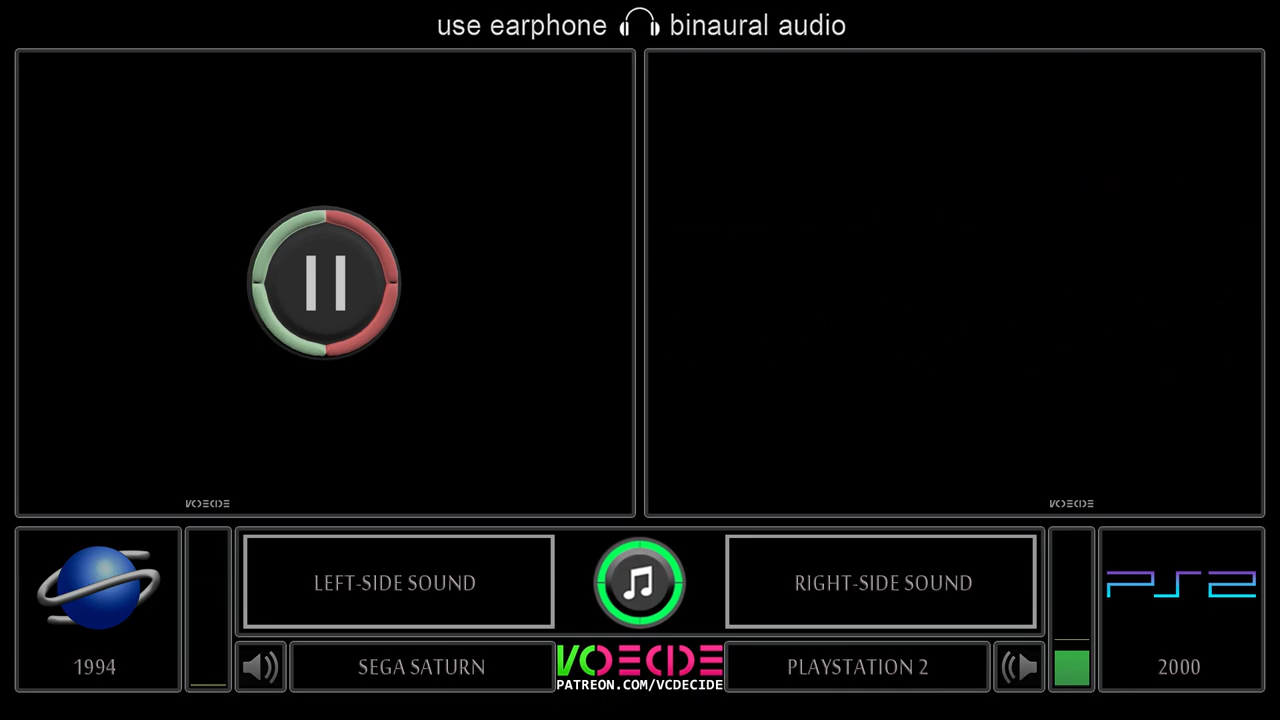 use earphone binaural audio
VCDECIDE
VCDECIDE
LEFT-SIDE SOUND
RIGHT-SIDE SOUND
PS2
1994
SEGA SATURN
VCDECIDE
PATREON.COM/VCDECIDE
PLAYSTATION 2
2000